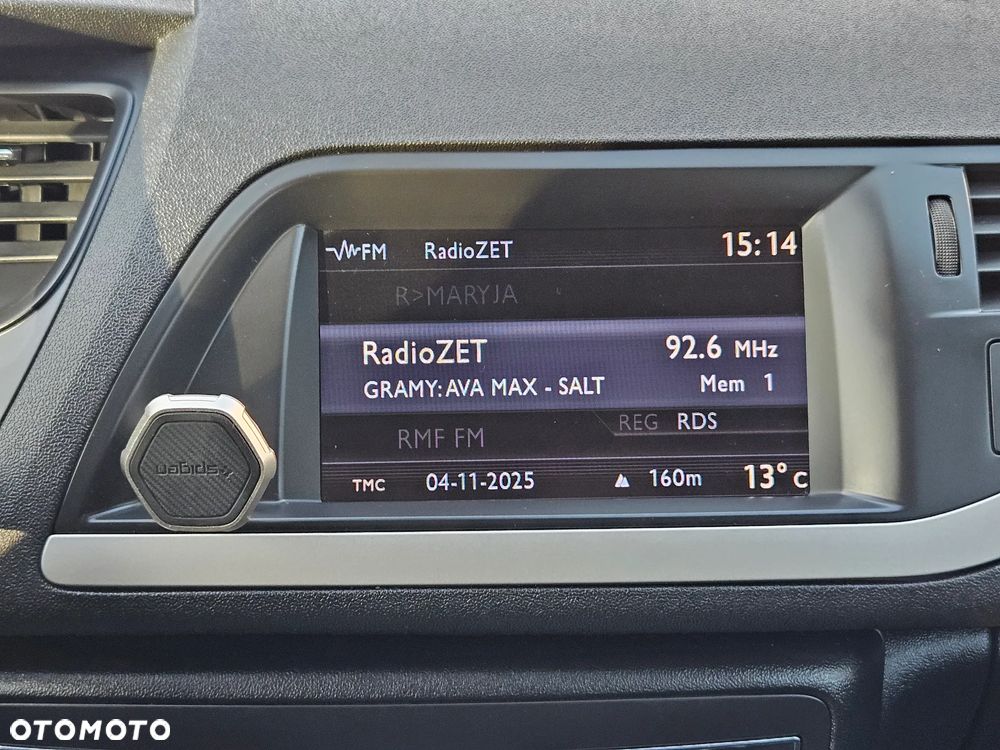 FM RadioZET 15:14
R>MARYJA
RadioZET 92.6 MHz
GRAMY: AVA MAX - SALT Mem 1
REG RDS
RMF FM
TMC 04-11-2025 160m 13° C
spigen
OTOMOTO